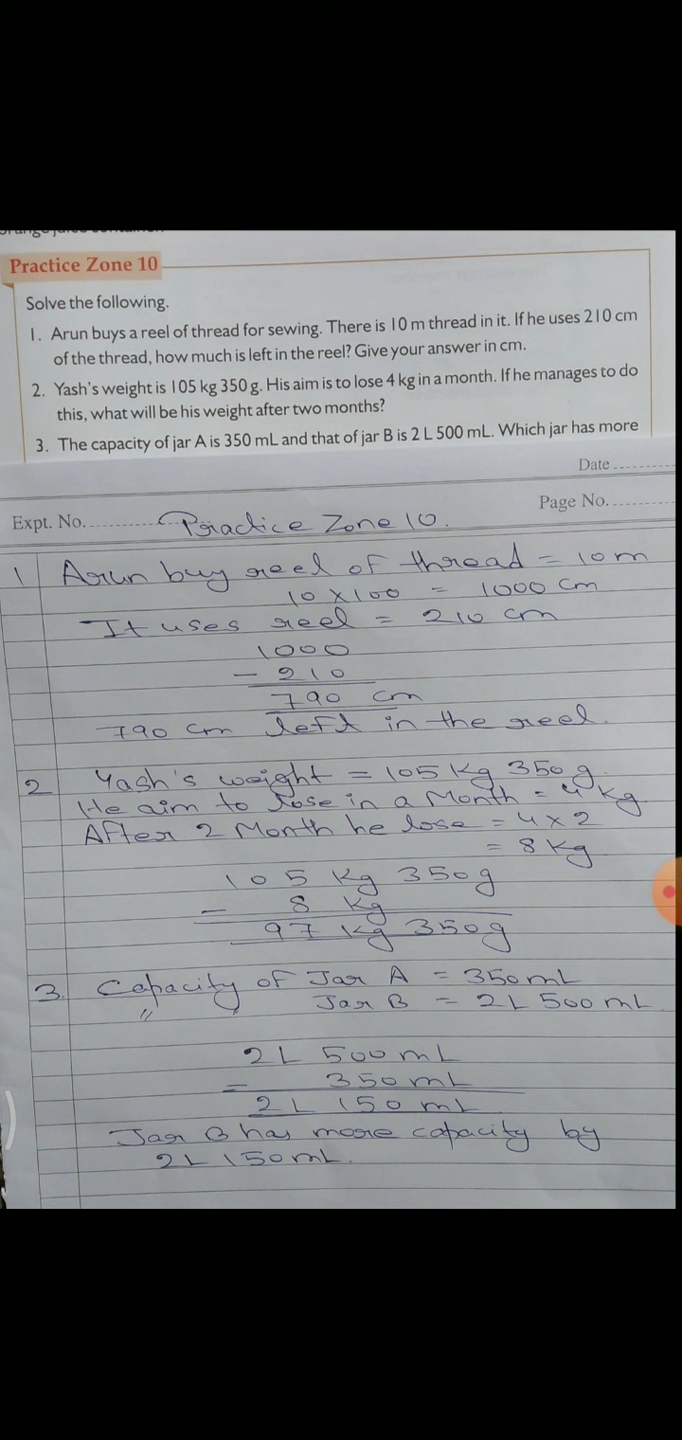 Practice Zone 10
Solve the following.
1. Arun buys a reel of thread for sewing. There is 10 m thread in it. If he uses 210 cm
of the thread, how much is left in the reel? Give your answer in cm.
2. Yash's weight is 105 kg 350 g. His aim is to lose 4 kg in a month. If he manages to do
this, what will be his weight after two months?
3. The capacity of jar A is 350 mL and that of jar B is 2 L 500 mL. Which jar has more
Date
Expt. No. Practice Zone 10. Page No.
1 Arun buy reel of thread = 10 m
10 x 100 = 1000 cm
It uses reel = 210 cm
1000
- 210
790 cm
790 cm left in the reel.
2 Yash's weight = 105 Kg 350 g.
He aim to lose in a Month = 4 Kg
After 2 Month he lose = 4 x 2
= 8 Kg
105 Kg 350 g
- 8 Kg
97 Kg 350 g
3. Capacity of Jar A = 350 mL
" Jar B = 2 L 500 mL
2 L 500 mL
- 350 mL
2 L 150 mL
Jar B has more capacity by
2 L 150 mL.